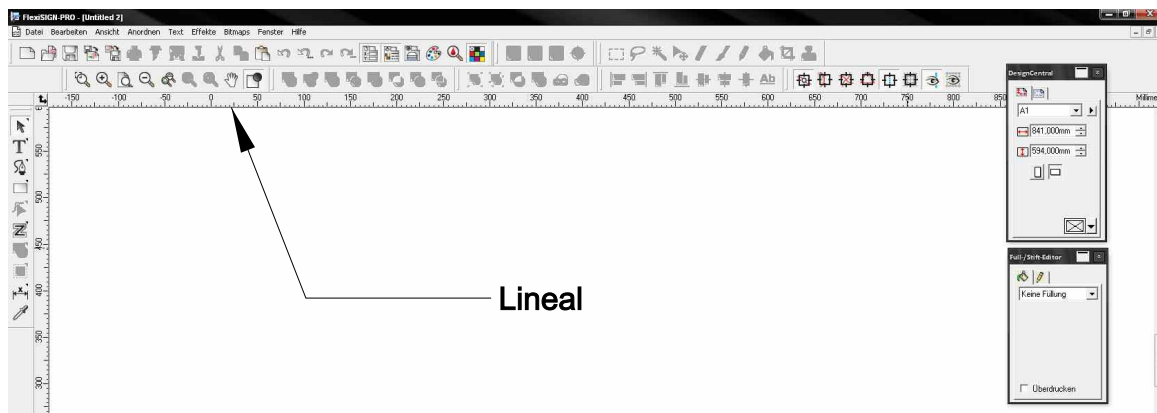 FlexiSIGN-PRO - [Untitled 2]
Datei Bearbeiten Ansicht Anordnen Text Effekte Bitmaps Fenster Hilfe
Ab
-150 -100 -50 0 50 100 150 200 250 300 350 400 450 500 550 600 650 700 750 800 850 Millime
DesignCentral
A1
841,000mm
594,000mm
550
500
450
400
350
300
Lineal
Füll-/Stift-Editor
Keine Füllung
Überdrucken